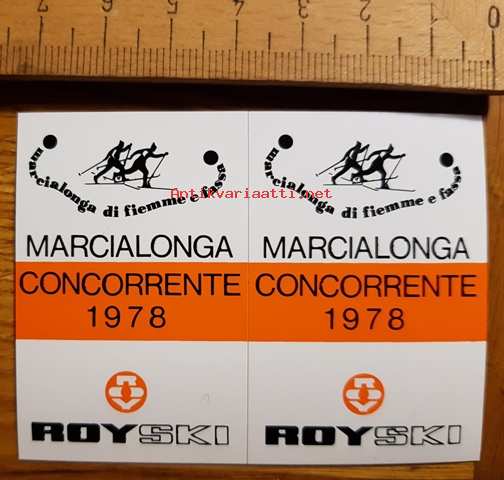 7 6 5 4 3 2 1 0
marcialonga di fiemme e fassa
MARCIALONGA
CONCORRENTE
1978
ROYSKI
marcialonga di fiemme e fassa
MARCIALONGA
CONCORRENTE
1978
ROYSKI
Antikvariaatti.net